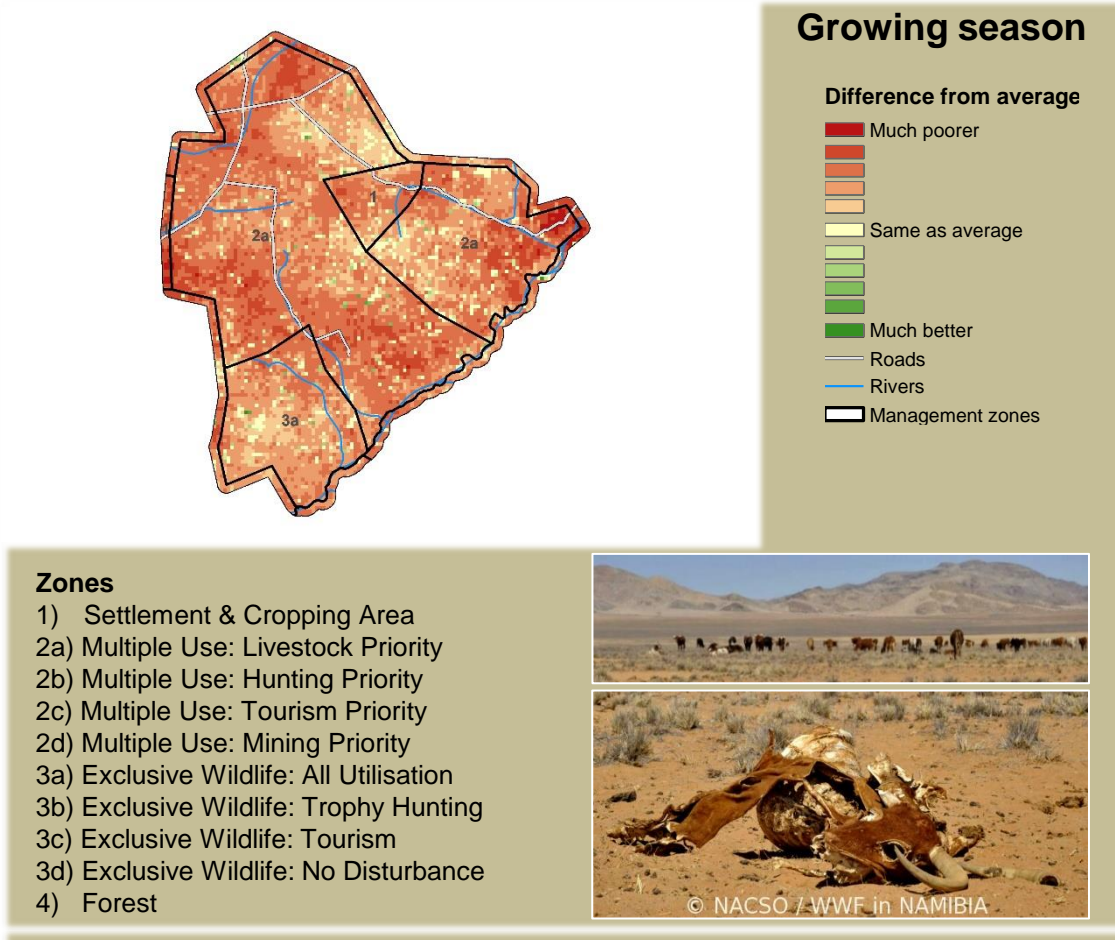 Growing season
Difference from average
Much poorer
Same as average
Much better
Roads
Rivers
Management zones
1
2a
2a
3a
Zones
1) Settlement & Cropping Area
2a) Multiple Use: Livestock Priority
2b) Multiple Use: Hunting Priority
2c) Multiple Use: Tourism Priority
2d) Multiple Use: Mining Priority
3a) Exclusive Wildlife: All Utilisation
3b) Exclusive Wildlife: Trophy Hunting
3c) Exclusive Wildlife: Tourism
3d) Exclusive Wildlife: No Disturbance
4) Forest
© NACSO / WWF in NAMIBIA